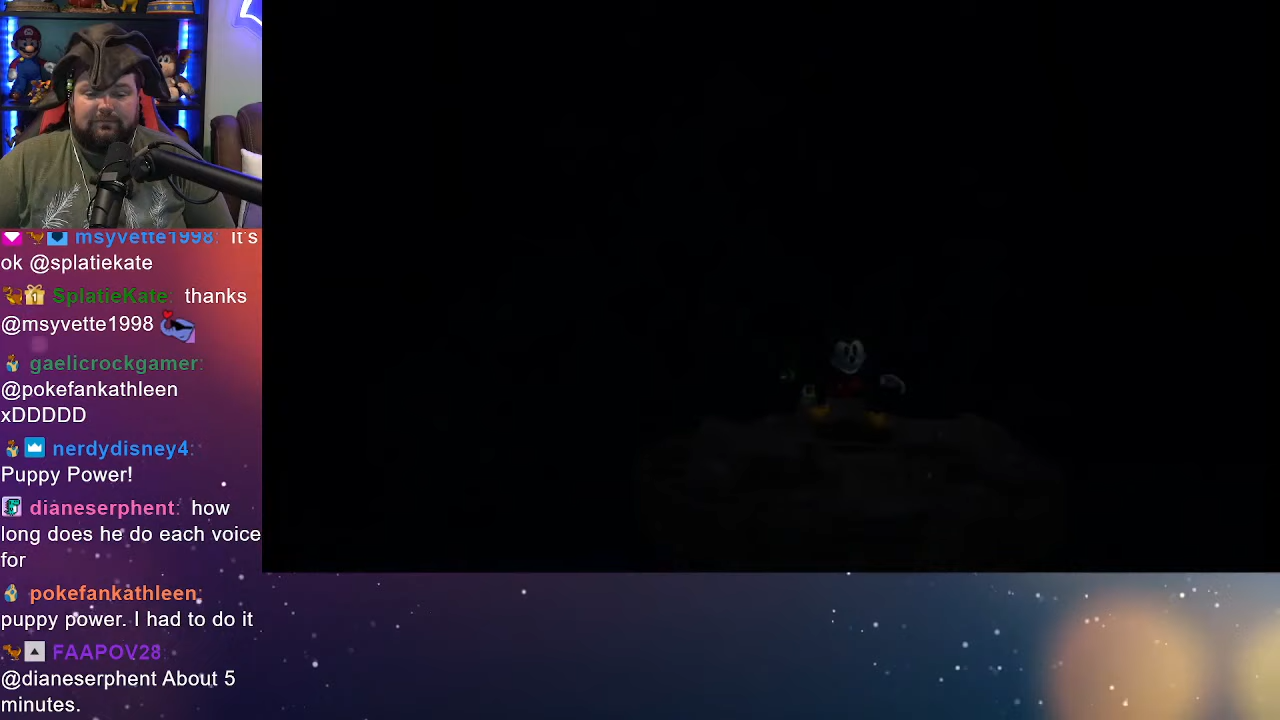 msyvette1998: It's
ok @splatiekate
1 SplatieKate: thanks
@msyvette1998
gaelicrockgamer:
@pokefankathleen
xDDDDD
nerdydisney4:
Puppy Power!
dianeserphent: how
long does he do each voice
for
pokefankathleen:
puppy power. I had to do it
FAAPOV28:
@dianeserphent About 5
minutes.